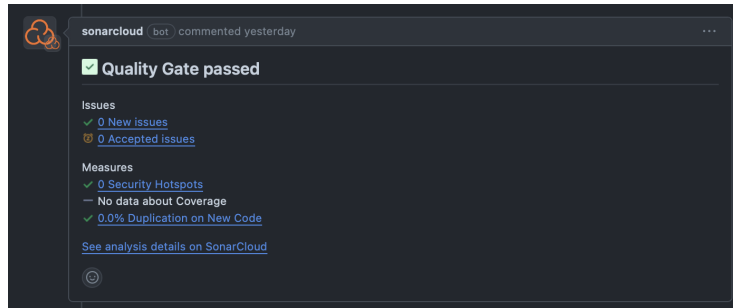 sonarcloud bot commented yesterday
Quality Gate passed
Issues
0 New issues
0 Accepted issues
Measures
0 Security Hotspots
No data about Coverage
0.0% Duplication on New Code
See analysis details on SonarCloud